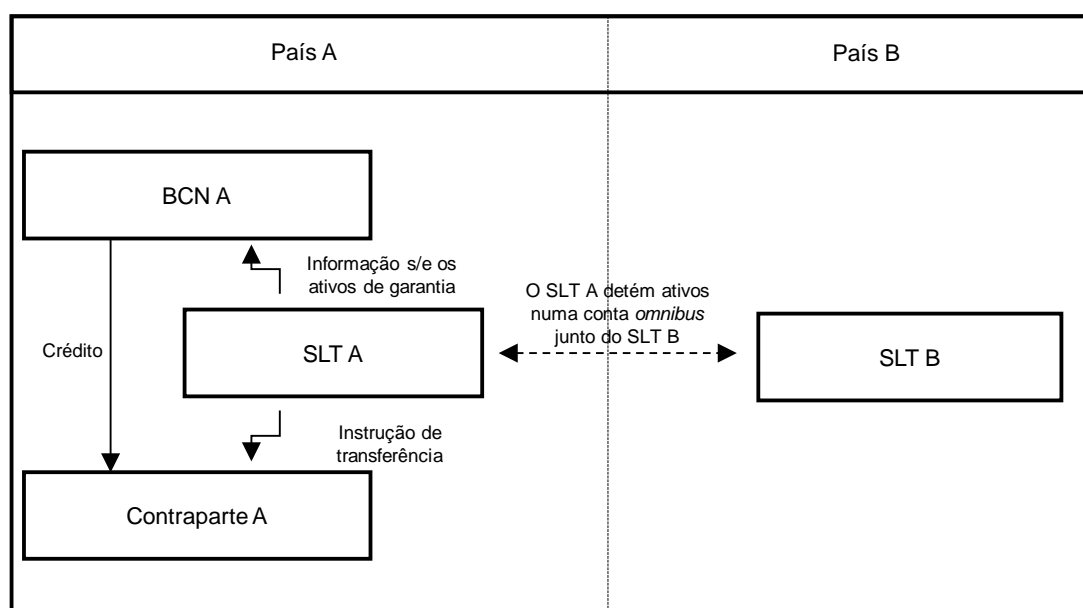 País A
País B
BCN A
Informação s/e os
ativos de garantia
O SLT A detém ativos
numa conta omnibus
junto do SLT B
Crédito
SLT A
SLT B
Instrução de
transferência
Contraparte A